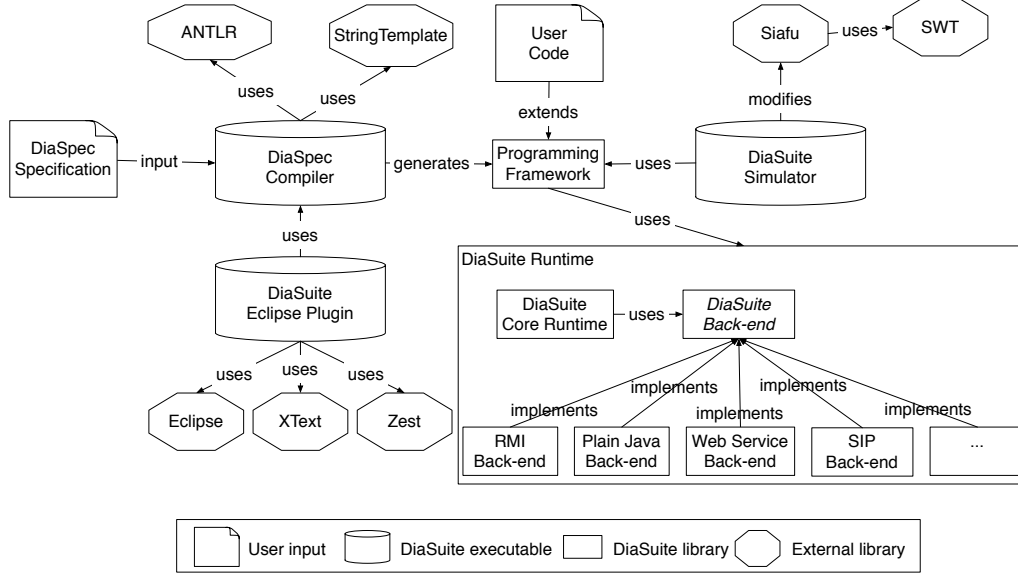 ANTLR
StringTemplate
User
Code
Siafu
uses
SWT
uses
uses
extends
modifies
DiaSpec
Specification
input
DiaSpec
Compiler
generates
Programming
Framework
uses
DiaSuite
Simulator
uses
uses
DiaSuite Runtime
DiaSuite
Eclipse Plugin
DiaSuite
Core Runtime
uses
DiaSuite
Back-end
uses
uses
uses
implements
implements
implements
implements
implements
Eclipse
XText
Zest
RMI
Back-end
Plain Java
Back-end
Web Service
Back-end
SIP
Back-end
...
User input
DiaSuite executable
DiaSuite library
External library